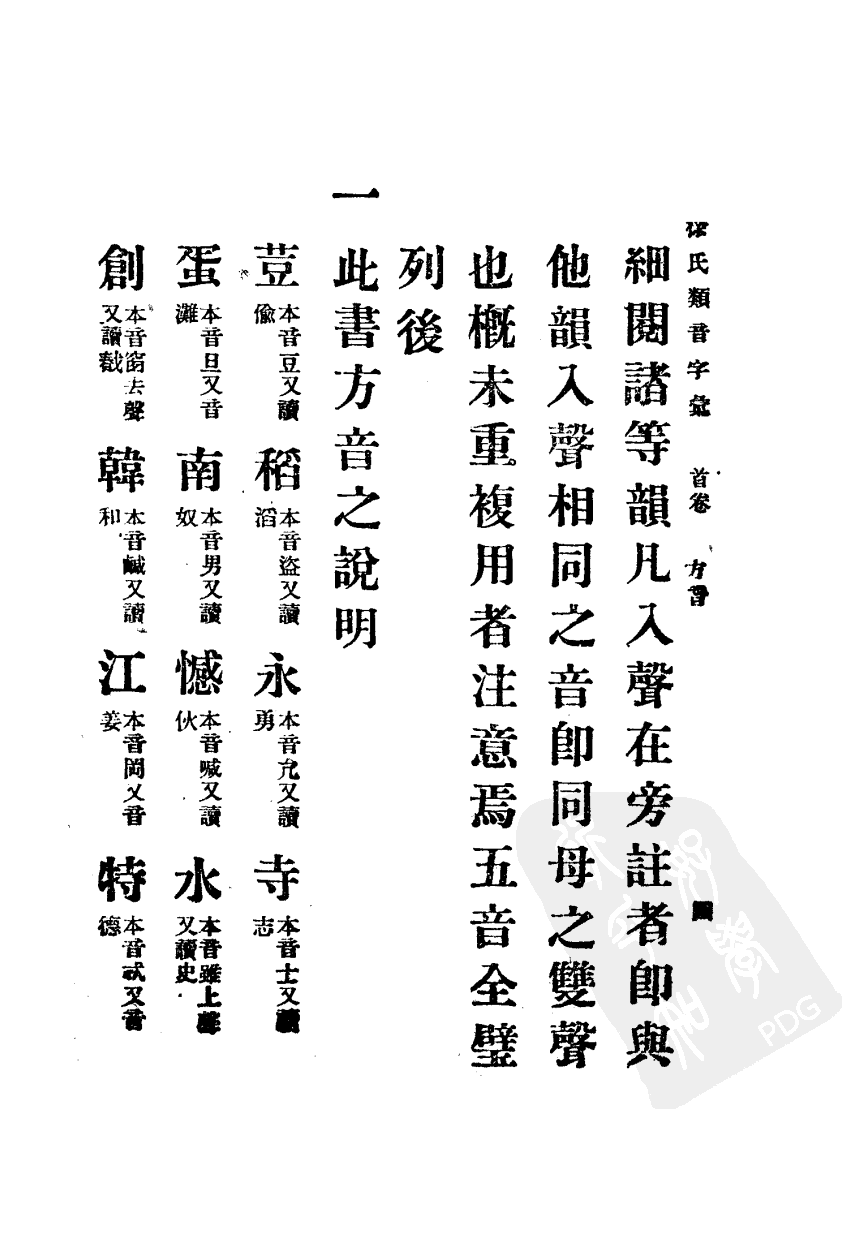 徐氏類音字彙　首卷　方音　四
細閱諸等韻凡入聲在旁註者卽與
他韻入聲相同之音卽同母之雙聲
也槪未重複用者注意焉五音全璧
列後
一此書方音之說明
荳本音豆又讀偸　稻本音盜又讀滔　永本音允又讀勇　寺本音士又讀志
蛋本音旦又音灘　南本音男又讀奴　憾本音喊又讀伙　水本音雖上聲又讀史
創本音窗去聲又讀　韓本音鹹又讀和　江本音岡又音姜　特本音忒又音德
PDG